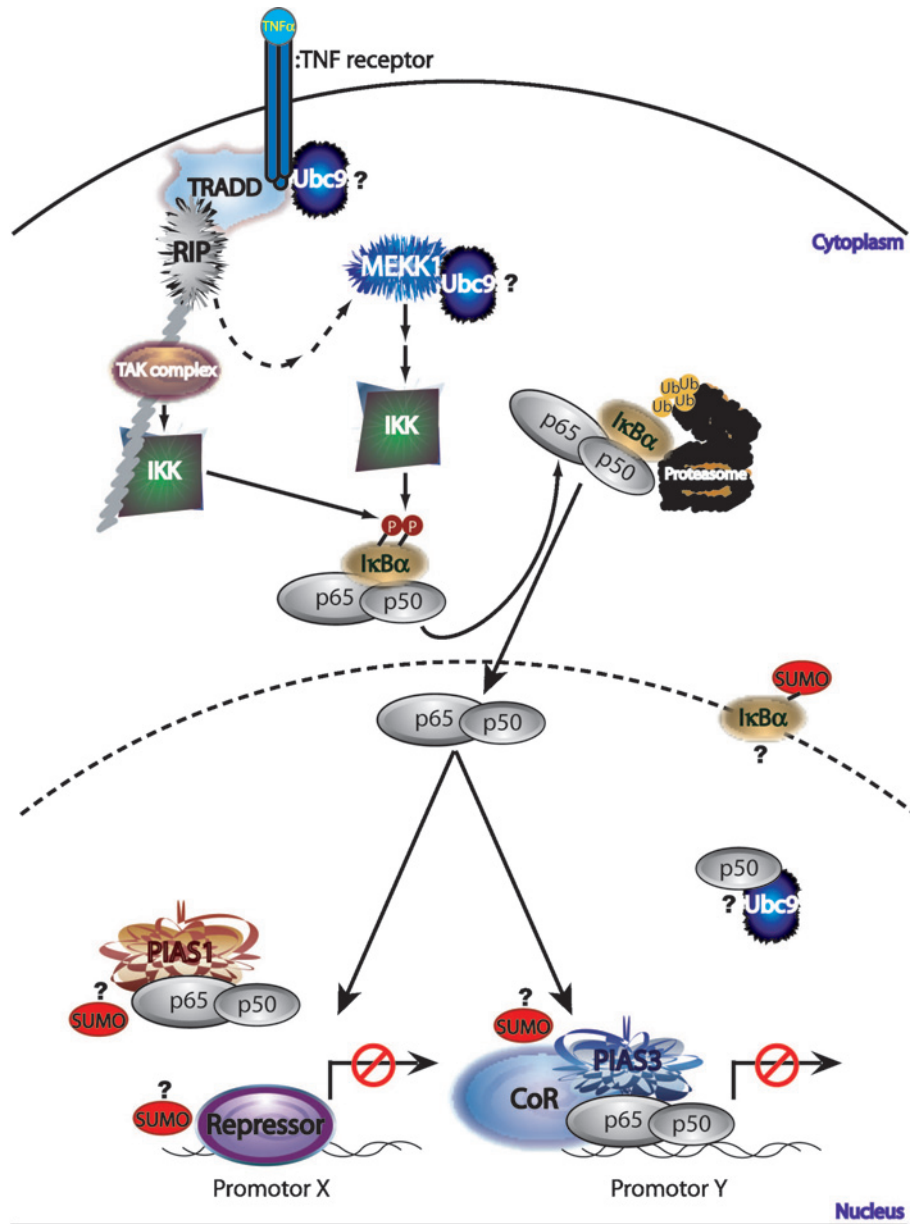 TNFα
:TNF receptor
TRADD
Ubc9 ?
RIP
Cytoplasm
MEKK1
Ubc9 ?
TAK complex
IKK
IKK
p65
p50
IκBα
Ub Ub
Ub Ub
Proteasome
P P
IκBα
p65
p50
p65
p50
SUMO
IκBα
?
p50
? Ubc9
PIAS1
?
SUMO
p65
p50
?
SUMO
Repressor
Promotor X
?
SUMO
PIAS3
CoR
p65
p50
Promotor Y
Nucleus